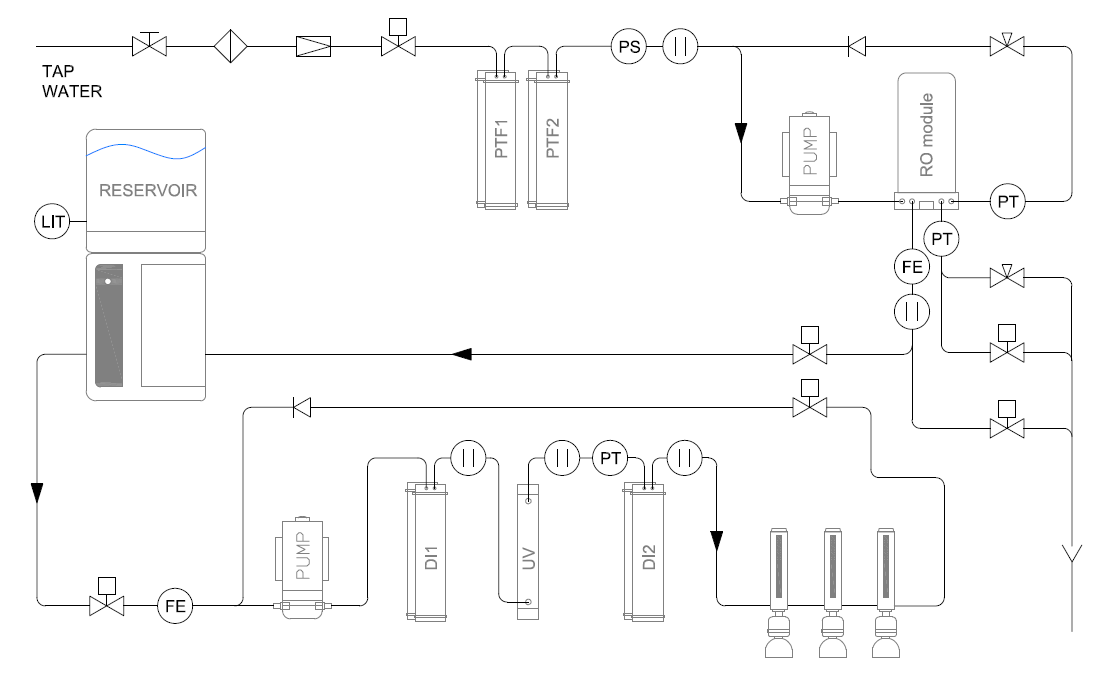 TAP
WATER
PTF1
PTF2
PS
PUMP
RO module
PT
PT
FE
RESERVOIR
LIT
FE
PUMP
DI1
UV
PT
DI2